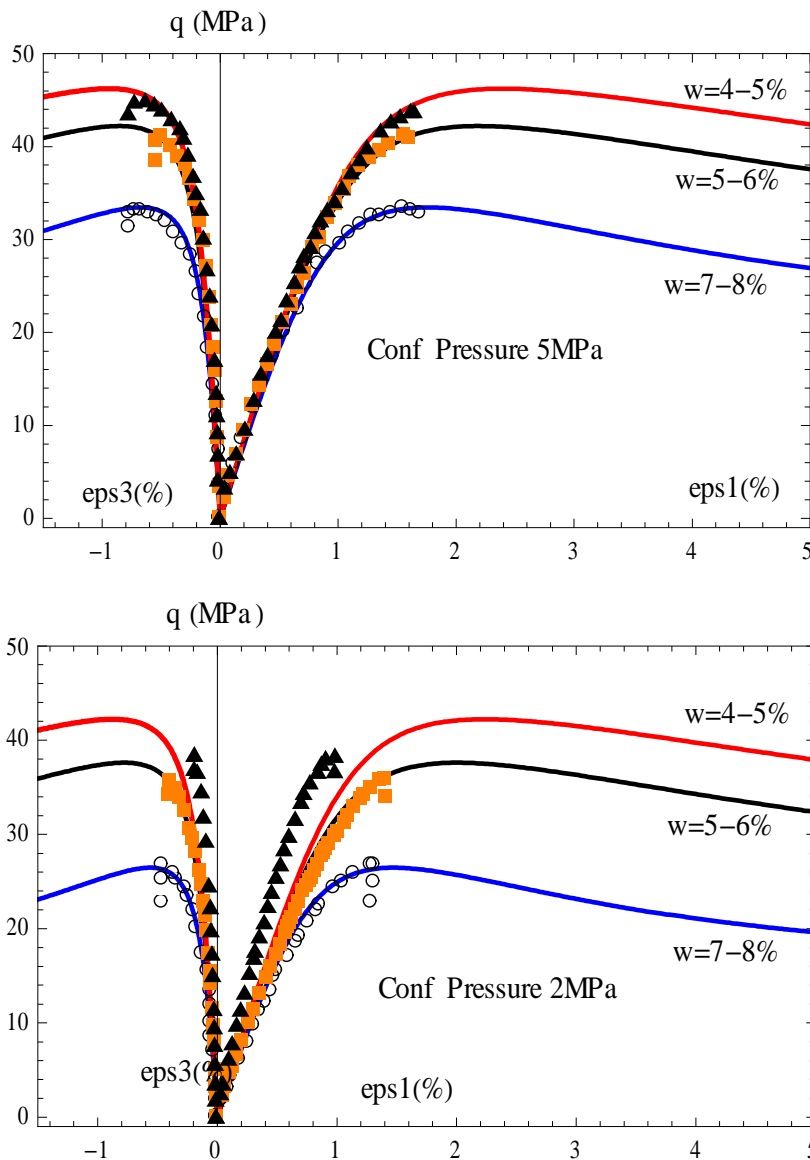 q (MPa)
50
w=4−5%
40
w=5−6%
30
w=7−8%
20
Conf Pressure 5MPa
10
eps3(%)
eps1(%)
0
−1
0
1
2
3
4
5
q (MPa)
50
w=4−5%
40
w=5−6%
30
w=7−8%
20
Conf Pressure 2MPa
10
eps3(%)
eps1(%)
0
−1
0
1
2
3
4
5